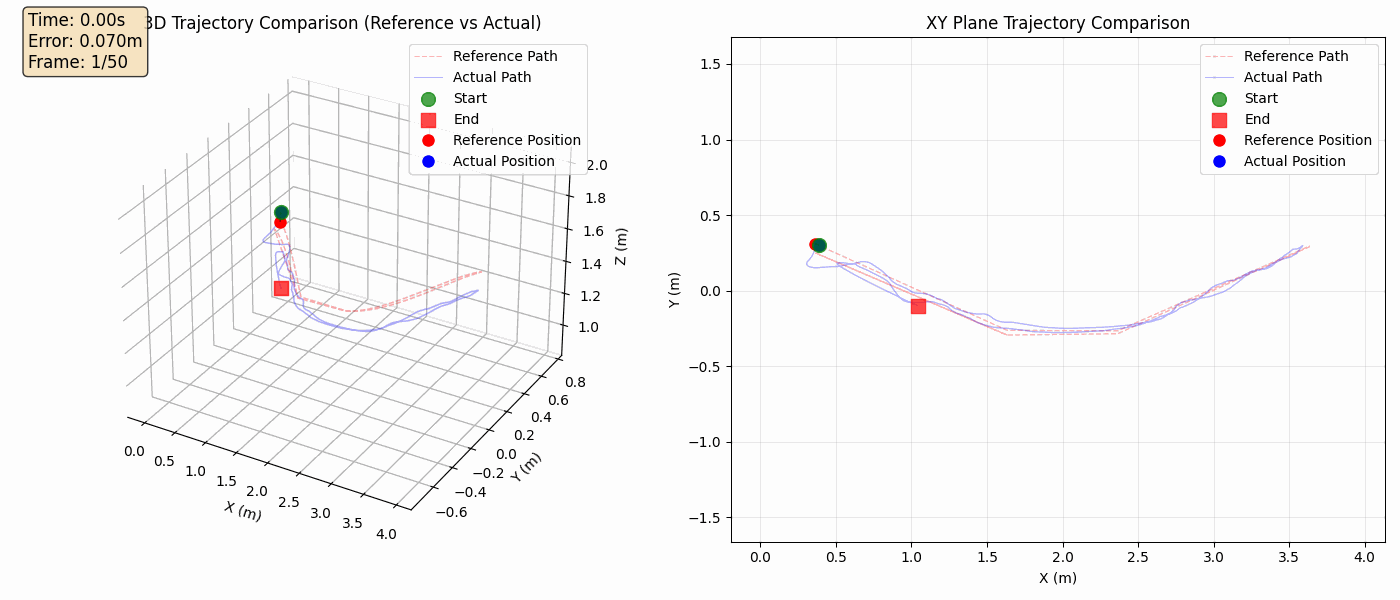 Time: 0.00s
Error: 0.070m
Frame: 1/50
3D Trajectory Comparison (Reference vs Actual)
Reference Path
Actual Path
Start
End
Reference Position
Actual Position
2.0
1.8
1.6
1.4
1.2
1.0
Z (m)
0.8
0.6
0.4
0.2
0.0
−0.2
−0.4
−0.6
Y (m)
0.0
0.5
1.0
1.5
2.0
2.5
3.0
3.5
4.0
X (m)
XY Plane Trajectory Comparison
Reference Path
Actual Path
Start
End
Reference Position
Actual Position
1.5
1.0
0.5
0.0
−0.5
−1.0
−1.5
Y (m)
0.0
0.5
1.0
1.5
2.0
2.5
3.0
3.5
4.0
X (m)